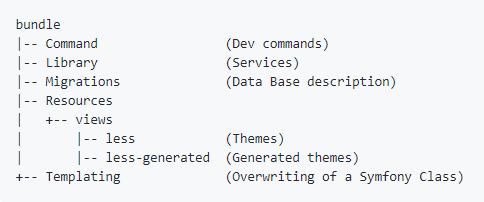 bundle
|-- Command                 (Dev commands)
|-- Library                 (Services)
|-- Migrations              (Data Base description)
|-- Resources
|   +-- views
|       |-- less            (Themes)
|       |-- less-generated  (Generated themes)
+-- Templating              (Overwriting of a Symfony Class)